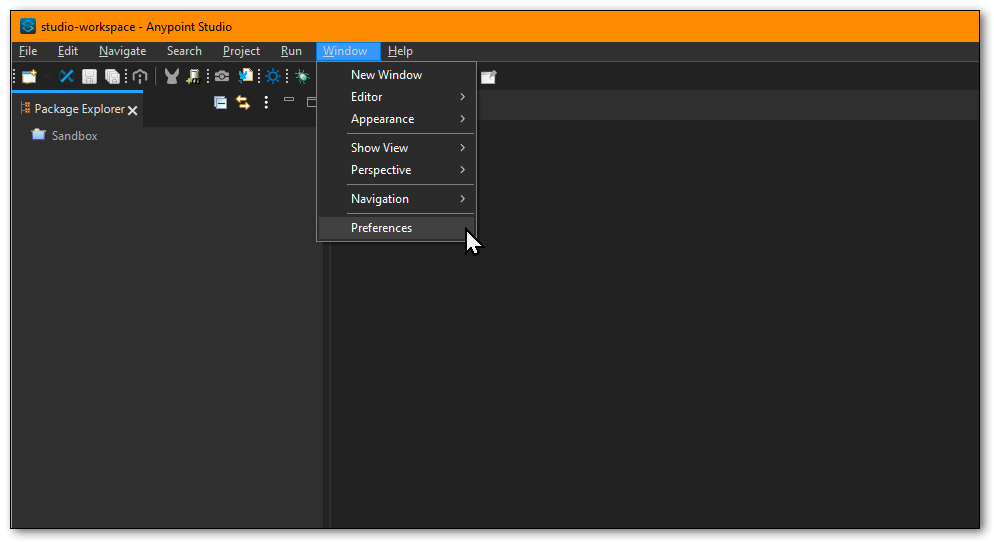 studio-workspace - Anypoint Studio
File Edit Navigate Search Project Run Window Help
Package Explorer
Sandbox
New Window
Editor
Appearance
Show View
Perspective
Navigation
Preferences